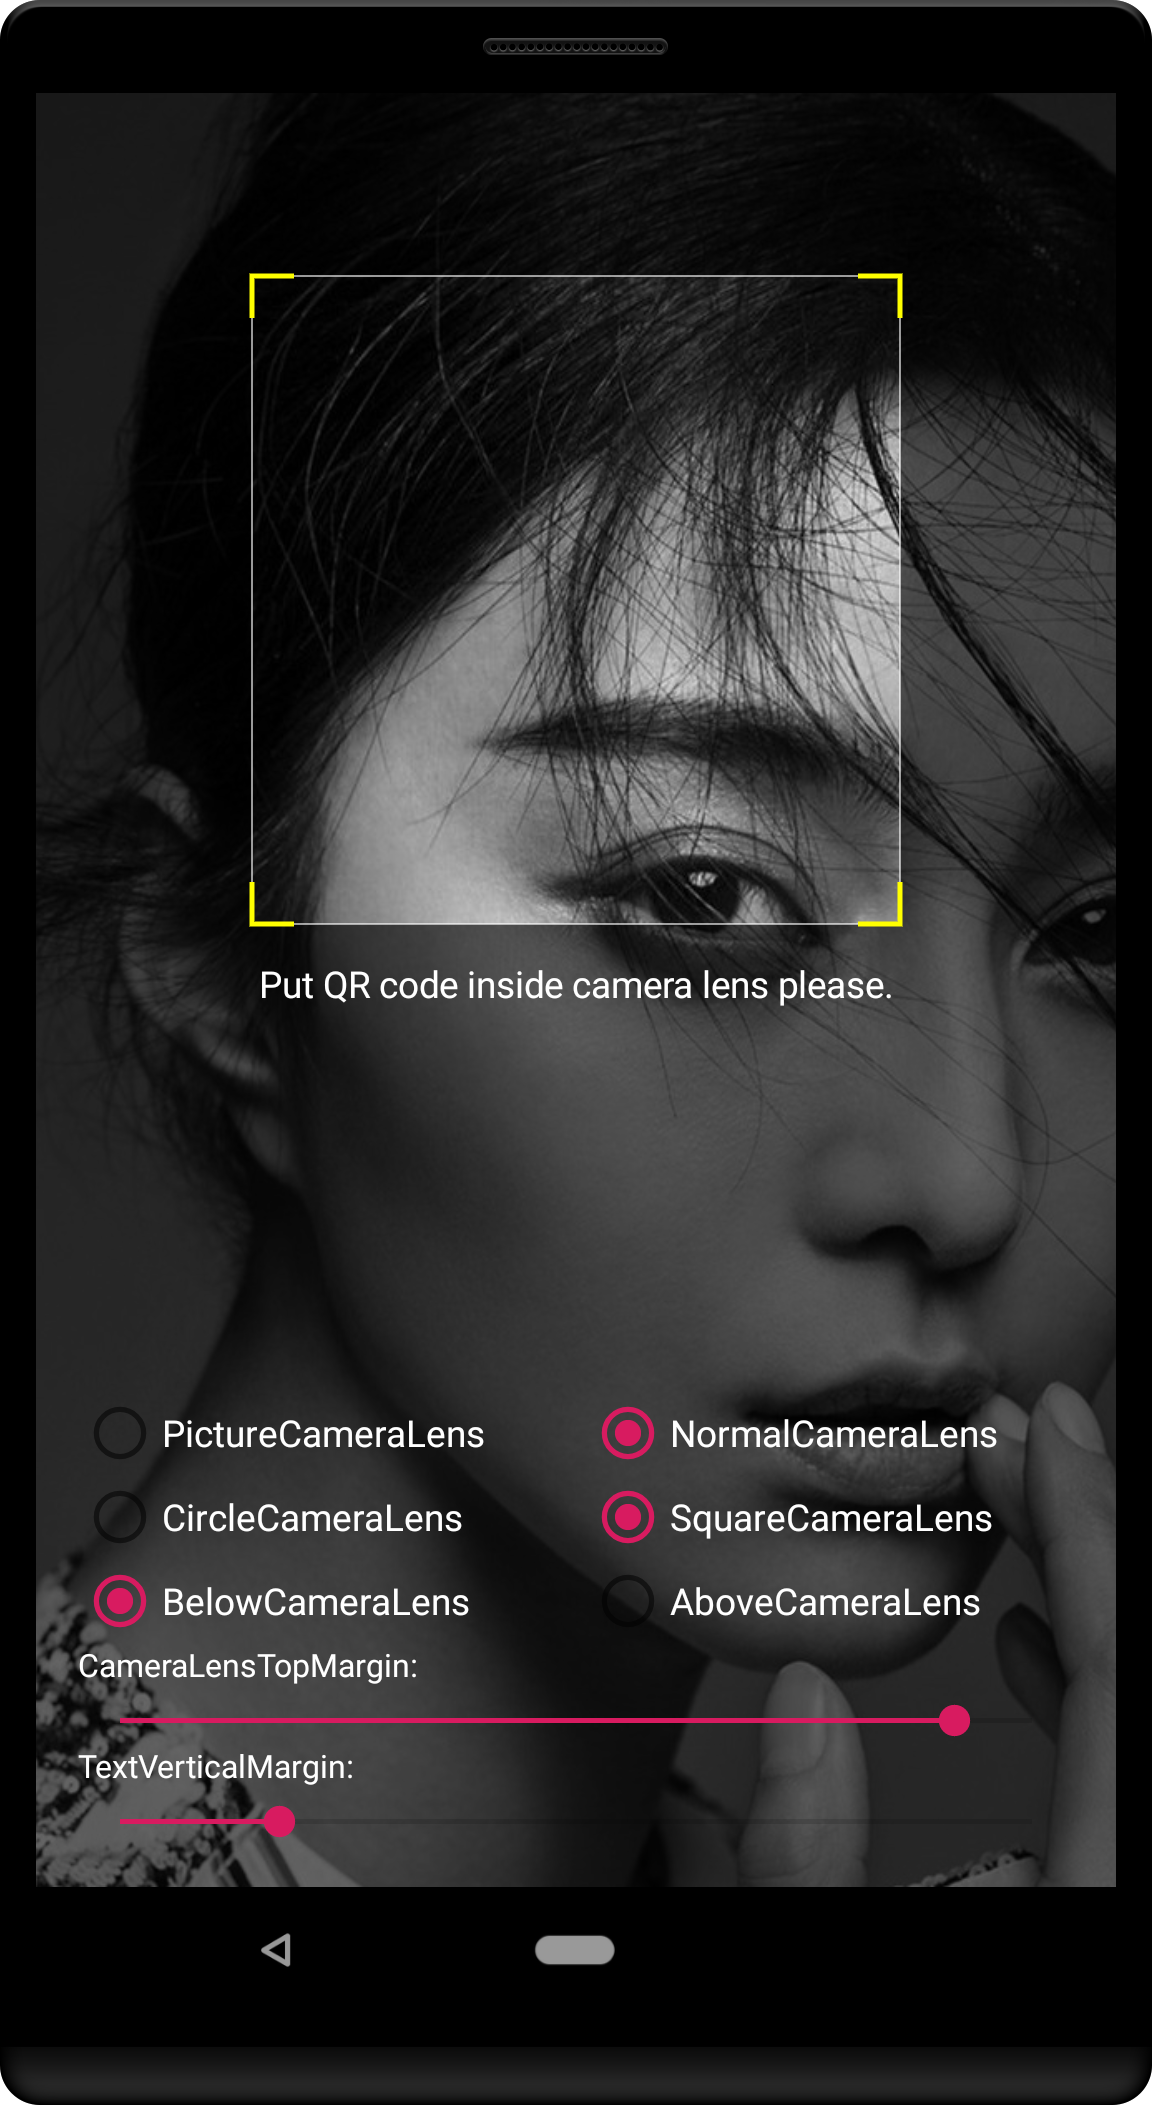 Put QR code inside camera lens please.
PictureCameraLens NormalCameraLens
CircleCameraLens SquareCameraLens
BelowCameraLens AboveCameraLens
CameraLensTopMargin:
TextVerticalMargin: